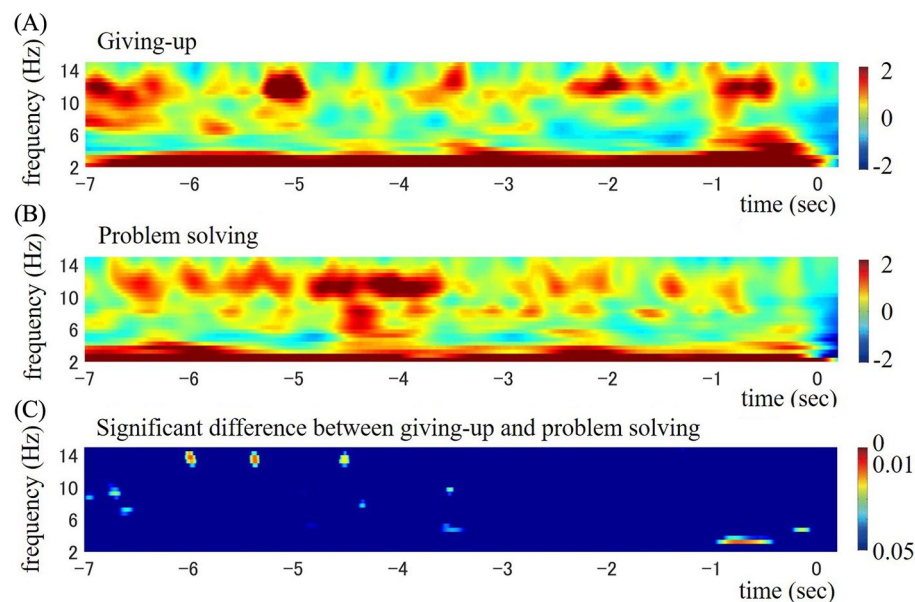 (A)
Giving-up
frequency (Hz)
14
10
6
2
-7 -6 -5 -4 -3 -2 -1 0
time (sec)
2
0
-2
(B)
Problem solving
frequency (Hz)
14
10
6
2
-7 -6 -5 -4 -3 -2 -1 0
time (sec)
2
0
-2
(C)
Significant difference between giving-up and problem solving
frequency (Hz)
14
10
6
2
-7 -6 -5 -4 -3 -2 -1 0
time (sec)
0
0.01
0.05